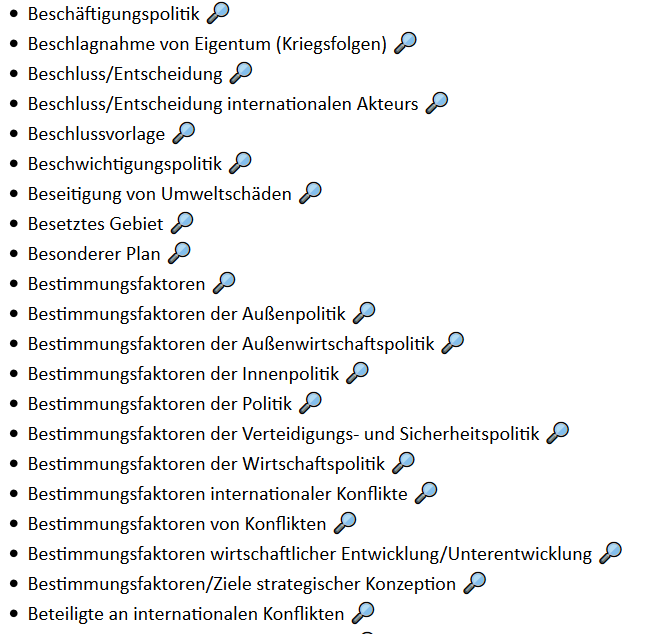 Beschäftigungspolitik
Beschlagnahme von Eigentum (Kriegsfolgen)
Beschluss/Entscheidung
Beschluss/Entscheidung internationalen Akteurs
Beschlussvorlage
Beschwichtigungspolitik
Beseitigung von Umweltschäden
Besetztes Gebiet
Besonderer Plan
Bestimmungsfaktoren
Bestimmungsfaktoren der Außenpolitik
Bestimmungsfaktoren der Außenwirtschaftspolitik
Bestimmungsfaktoren der Innenpolitik
Bestimmungsfaktoren der Politik
Bestimmungsfaktoren der Verteidigungs- und Sicherheitspolitik
Bestimmungsfaktoren der Wirtschaftspolitik
Bestimmungsfaktoren internationaler Konflikte
Bestimmungsfaktoren von Konflikten
Bestimmungsfaktoren wirtschaftlicher Entwicklung/Unterentwicklung
Bestimmungsfaktoren/Ziele strategischer Konzeption
Beteiligte an internationalen Konflikten